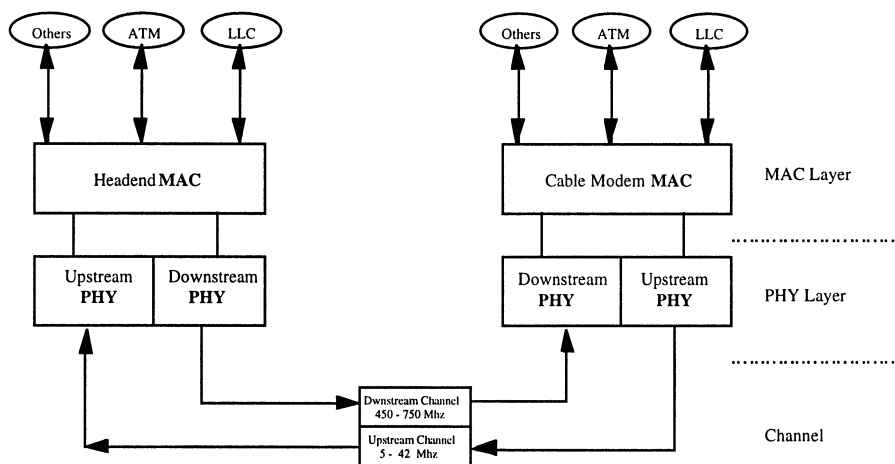 Others
ATM
LLC
Others
ATM
LLC
Headend MAC
Cable Modem MAC
MAC Layer
Upstream
PHY
Downstream
PHY
Downstream
PHY
Upstream
PHY
PHY Layer
Dwnstream Channel
450 - 750 Mhz
Upstream Channel
5 - 42 Mhz
Channel